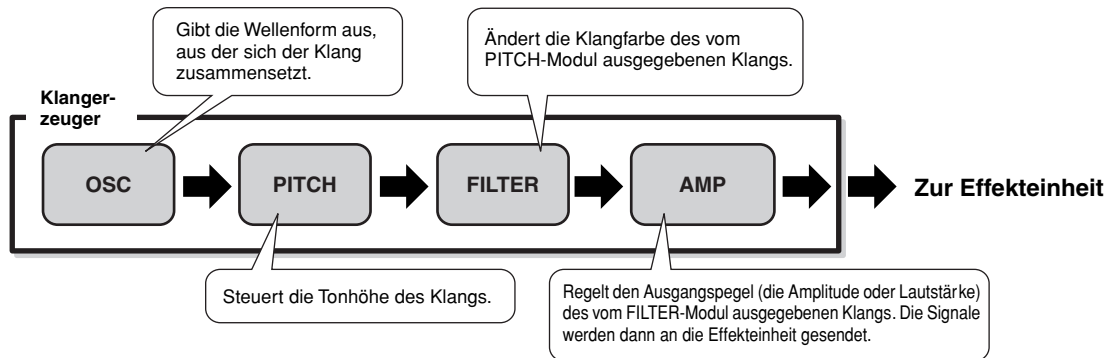 Gibt die Wellenform aus,
aus der sich der Klang
zusammensetzt.
Ändert die Klangfarbe des vom
PITCH-Modul ausgegebenen Klangs.
Klanger-
zeuger
OSC
PITCH
FILTER
AMP
Zur Effekteinheit
Steuert die Tonhöhe des Klangs.
Regelt den Ausgangspegel (die Amplitude oder Lautstärke)
des vom FILTER-Modul ausgegebenen Klangs. Die Signale
werden dann an die Effekteinheit gesendet.